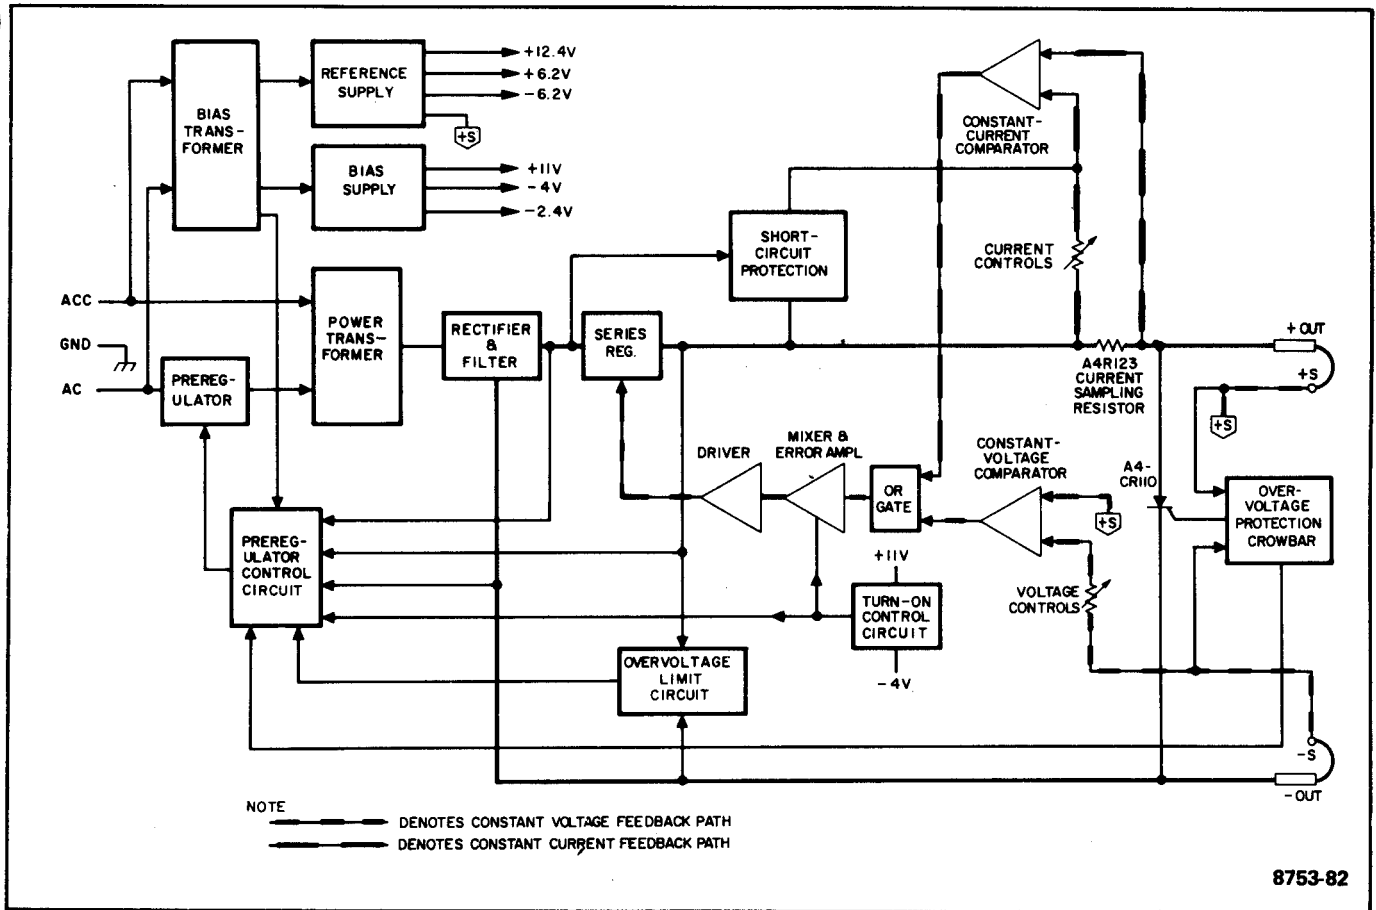 BIAS
TRANS-
FORMER
REFERENCE
SUPPLY
+12.4V
+6.2V
-6.2V
+S
BIAS
SUPPLY
+11V
-4V
-2.4V
CONSTANT-
CURRENT
COMPARATOR
SHORT-
CIRCUIT
PROTECTION
CURRENT
CONTROLS
ACC
GND
AC
PREREG-
ULATOR
POWER
TRANS-
FORMER
RECTIFIER
&
FILTER
SERIES
REG.
A4R123
CURRENT
SAMPLING
RESISTOR
+OUT
+S
+S
DRIVER
MIXER &
ERROR AMPL
OR
GATE
CONSTANT-
VOLTAGE
COMPARATOR
+S
A4-
CR110
OVER-
VOLTAGE
PROTECTION
CROWBAR
PREREG-
ULATOR
CONTROL
CIRCUIT
+11V
TURN-ON
CONTROL
CIRCUIT
-4V
VOLTAGE
CONTROLS
OVERVOLTAGE
LIMIT
CIRCUIT
-S
-OUT
NOTE
DENOTES CONSTANT VOLTAGE FEEDBACK PATH
DENOTES CONSTANT CURRENT FEEDBACK PATH
8753-82